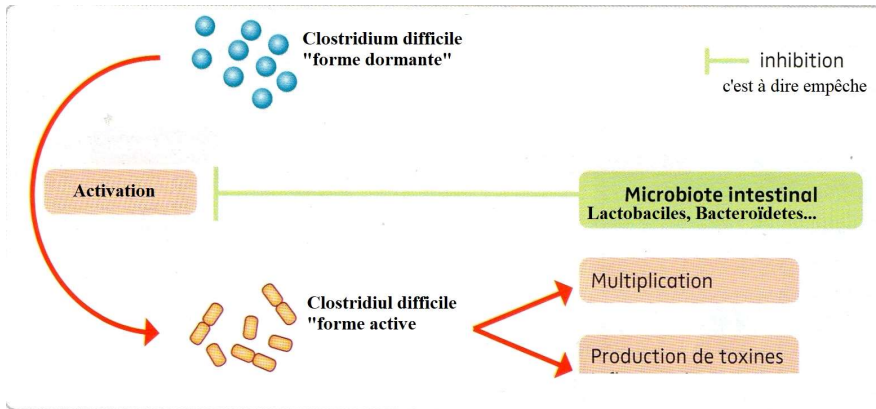 Clostridium difficile
"forme dormante"
inhibition
c'est à dire empêche
Activation
Microbiote intestinal
Lactobaciles, Bacteroïdetes...
Clostridiul difficile
"forme active
Multiplication
Production de toxines